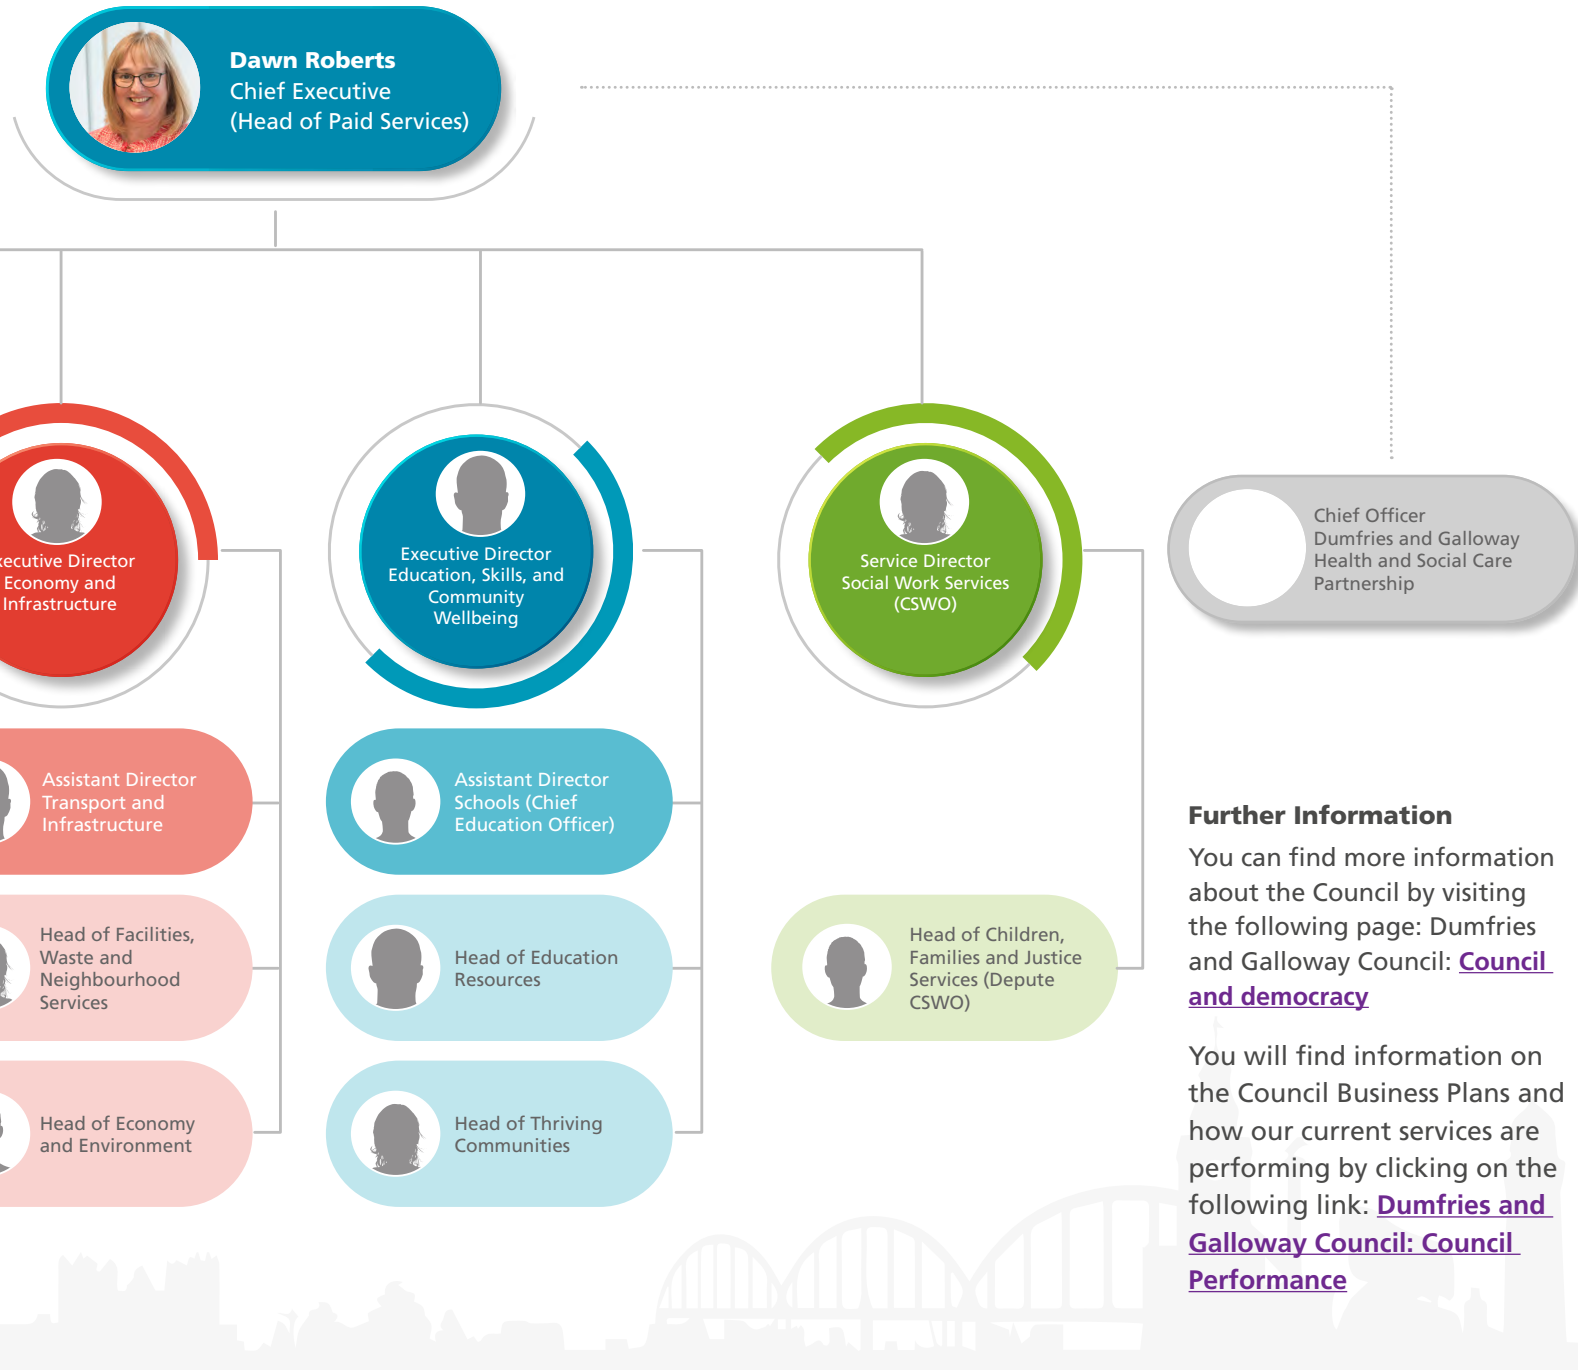 Dawn Roberts
Chief Executive
(Head of Paid Services)
xecutive Director
Economy and
Infrastructure
Executive Director
Education, Skills, and
Community
Wellbeing
Service Director
Social Work Services
(CSWO)
Chief Officer
Dumfries and Galloway
Health and Social Care
Partnership
Assistant Director
Transport and
Infrastructure
Assistant Director
Schools (Chief
Education Officer)
Head of Facilities,
Waste and
Neighbourhood
Services
Head of Education
Resources
Head of Children,
Families and Justice
Services (Depute
CSWO)
Head of Economy
and Environment
Head of Thriving
Communities
Further Information
You can find more information
about the Council by visiting
the following page: Dumfries
and Galloway Council: Council
and democracy
You will find information on
the Council Business Plans and
how our current services are
performing by clicking on the
following link: Dumfries and
Galloway Council: Council
Performance